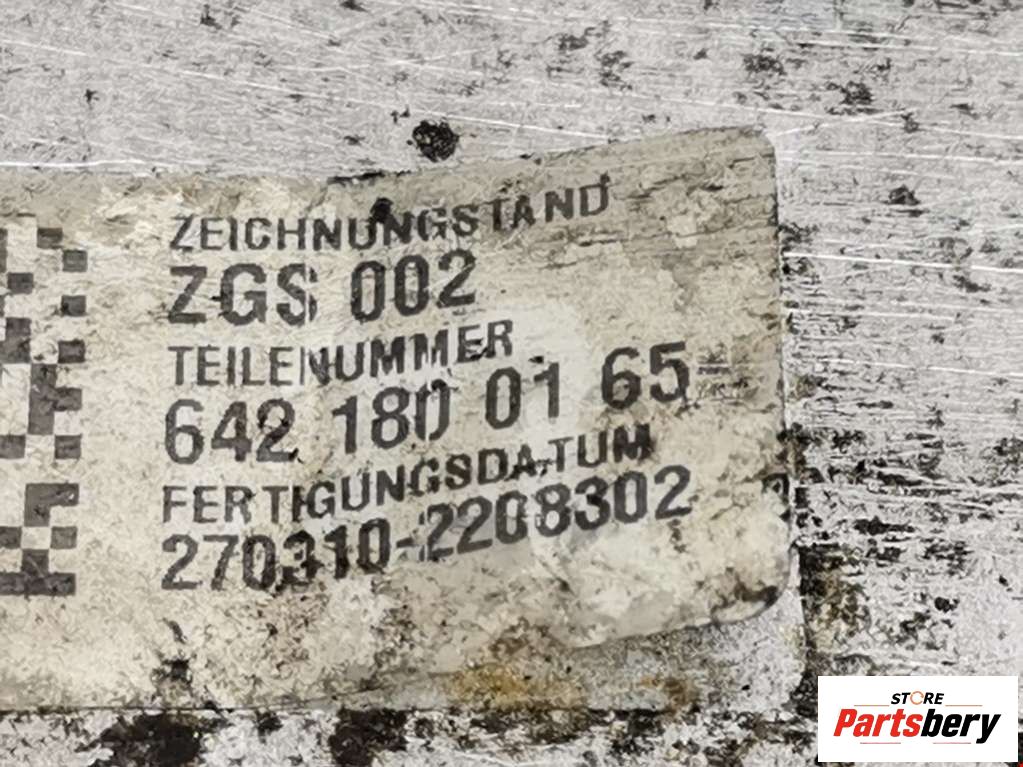 ZEICHNUNGSTAND
ZGS 002
TEILENUMMER
642 180 01 65-
FERTIGUNGSDATUM
270310-2208302
STORE
Partsbery